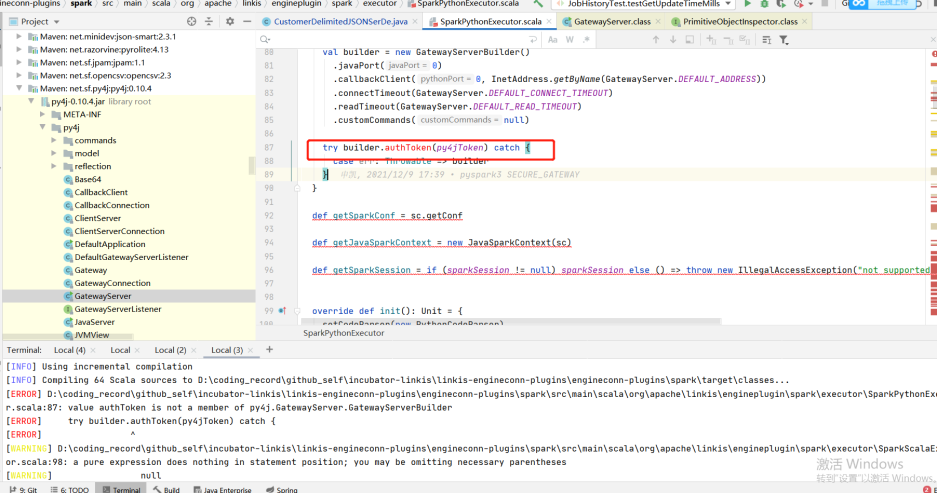 ineconn-plugins spark src main scala org apache linkis engineplugin spark executor SparkPythonExecutor.scala JobHistoryTest.testGetUpdateTimeMills
Project CustomerDelimitedJSONSerDe.java SparkPythonExecutor.scala GatewayServer.class PrimitiveObjectInspector.class
Maven: net.minidev:json-smart:2.3.1
Maven: net.razorvine:pyrolite:4.13
Maven: net.sf.jpam:jpam:1.1
Maven: net.sf.opencsv:opencsv:2.3
Maven: net.sf.py4j:py4j:0.10.4
py4j-0.10.4.jar library root
META-INF
py4j
commands
model
reflection
Base64
CallbackClient
CallbackConnection
ClientServer
ClientServerConnection
DefaultApplication
DefaultGatewayServerListener
Gateway
GatewayConnection
GatewayServer
GatewayServerListener
JavaServer
JVMView
Aa W .*
80 val builder = new GatewayServerBuilder()
81 .javaPort( javaPort = 0)
82 .callbackClient( pythonPort = 0, InetAddress.getByName(GatewayServer.DEFAULT_ADDRESS))
83 .connectTimeout(GatewayServer.DEFAULT_CONNECT_TIMEOUT)
84 .readTimeout(GatewayServer.DEFAULT_READ_TIMEOUT)
85 .customCommands( customCommands = null)
86
87 try builder.authToken(py4jToken) catch {
88 case err: Throwable => builder
89 } 2021/12/9 17:39 • pyspark3 SECURE_GATEWAY
90 }
91
92 def getSparkConf = sc.getConf
93
94 def getJavaSparkContext = new JavaSparkContext(sc)
95
96 def getSparkSession = if (sparkSession != null) sparkSession else () => throw new IllegalAccessException("not supported
97
98
99 override def init(): Unit = {
100 setCodeParser(new PythonCodeParser)
SparkPythonExecutor
Terminal: Local (4) Local Local (2) Local (3) +
[INFO] Using incremental compilation
[INFO] Compiling 64 Scala sources to D:\coding_record\github_self\incubator-linkis\linkis-engineconn-plugins\engineconn-plugins\spark\target\classes...
[ERROR] D:\coding_record\github_self\incubator-linkis\linkis-engineconn-plugins\engineconn-plugins\spark\src\main\scala\org\apache\linkis\engineplugin\spark\executor\SparkPythonExe
r.scala:87: value authToken is not a member of py4j.GatewayServer.GatewayServerBuilder
[ERROR] try builder.authToken(py4jToken) catch {
[ERROR] ^
[WARNING] D:\coding_record\github_self\incubator-linkis\linkis-engineconn-plugins\engineconn-plugins\spark\src\main\scala\org\apache\linkis\engineplugin\spark\executor\SparkScalaE
or.scala:98: a pure expression does nothing in statement position; you may be omitting necessary parentheses
[WARNING] null
激活 Windows
转到"设置"以激活 Windows。
9: Git 6: TODO Terminal Build Java Enterprise Spring